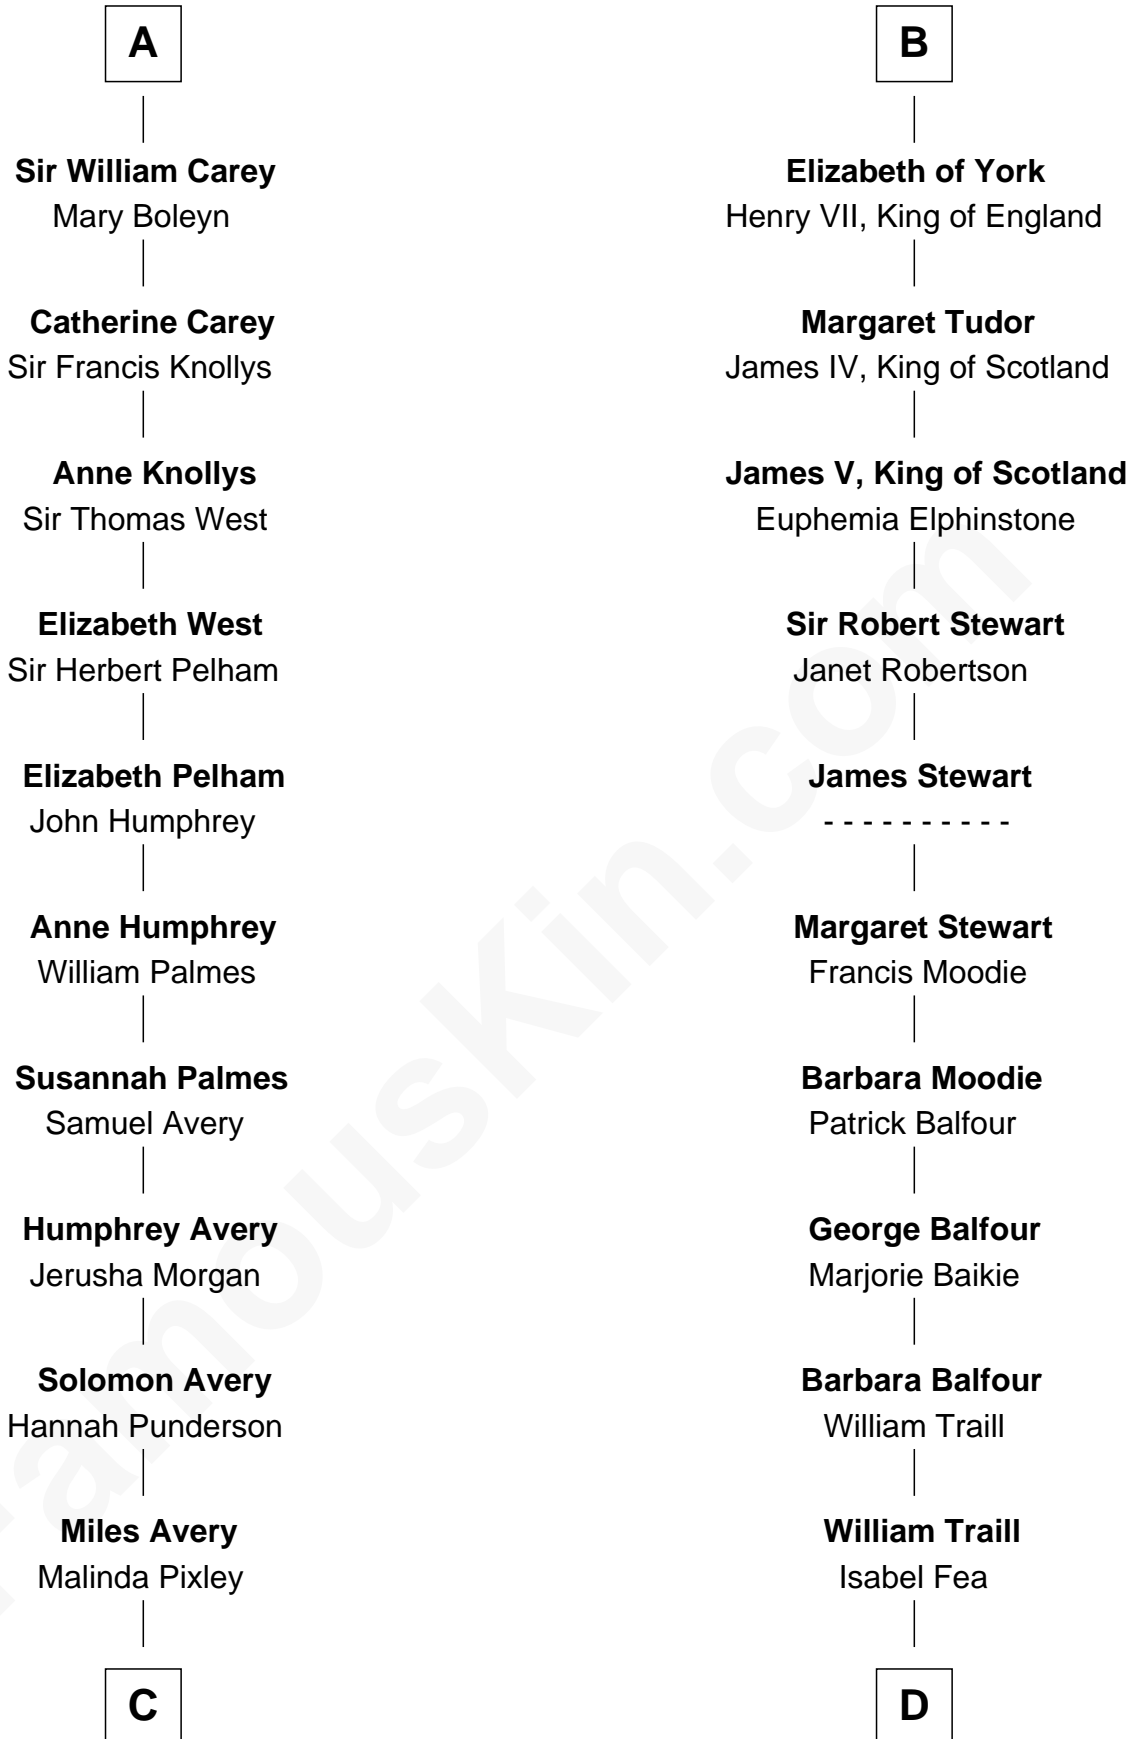 A
Sir William Carey
Mary Boleyn
Catherine Carey
Sir Francis Knollys
Anne Knollys
Sir Thomas West
Elizabeth West
Sir Herbert Pelham
Elizabeth Pelham
John Humphrey
Anne Humphrey
William Palmes
Susannah Palmes
Samuel Avery
Humphrey Avery
Jerusha Morgan
Solomon Avery
Hannah Punderson
Miles Avery
Malinda Pixley
C
B
Elizabeth of York
Henry VII, King of England
Margaret Tudor
James IV, King of Scotland
James V, King of Scotland
Euphemia Elphinstone
Sir Robert Stewart
Janet Robertson
James Stewart
- - - - - - - - - -
Margaret Stewart
Francis Moodie
Barbara Moodie
Patrick Balfour
George Balfour
Marjorie Baikie
Barbara Balfour
William Traill
William Traill
Isabel Fea
D
FamousKin.com